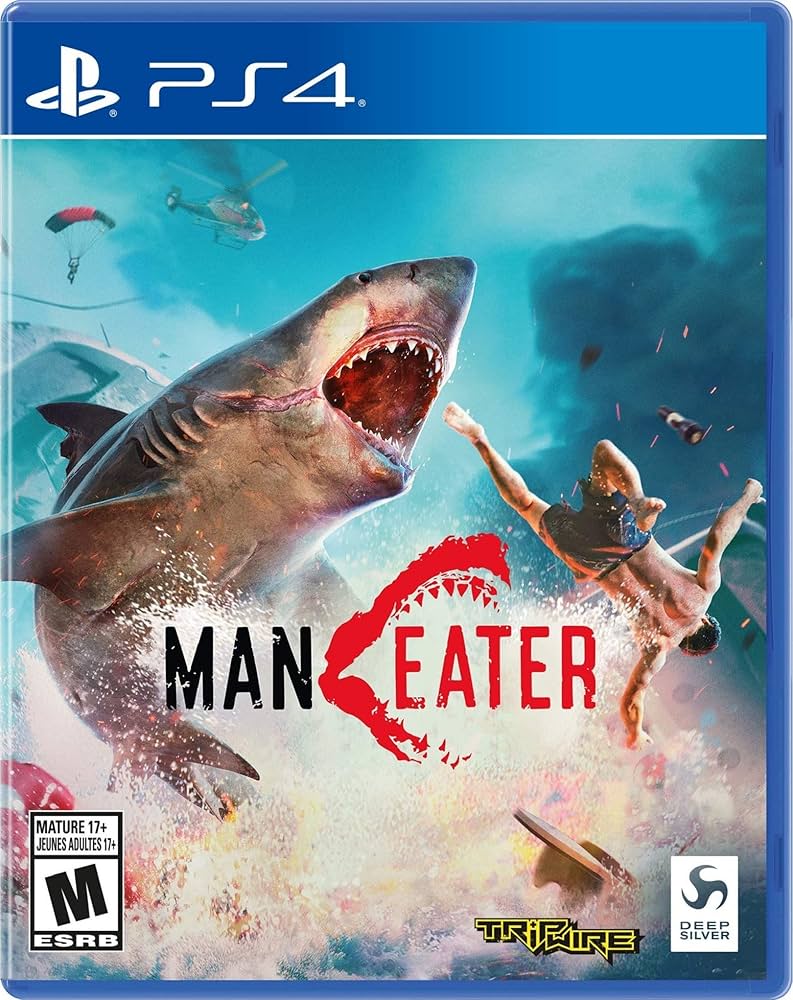 PS4
MAN EATER
MATURE 17+
JEUNES ADULTES 17+
M
ESRB
TRIPWIRE
DEEP
SILVER